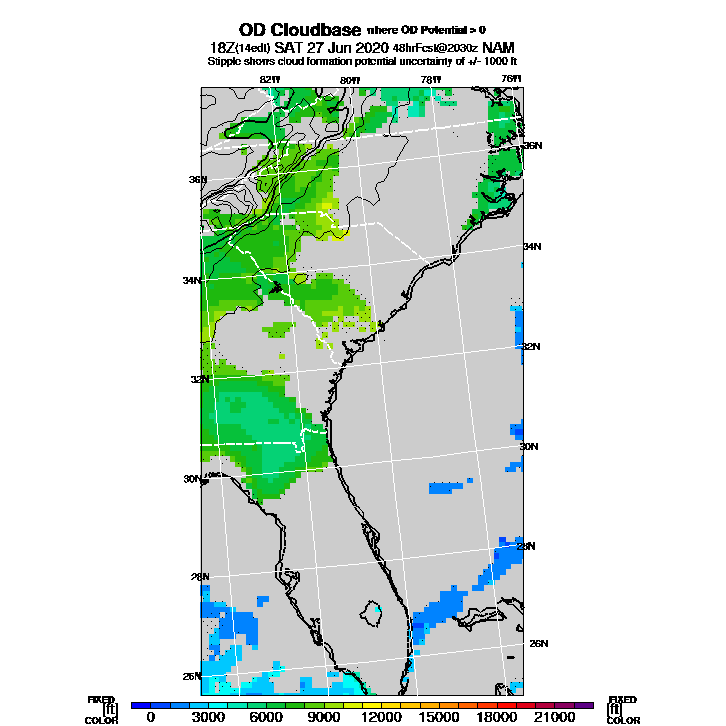 OD Cloudbase where OD Potential > 0
18Z(14edt) SAT 27 Jun 2020 48hrFcst@2030z NAM
Stipple shows cloud formation potential uncertainty of +/- 1000 ft
82W 80W 78W 76W
36N 36N
34N 34N
32N 32N
30N 30N
28N 28N
26N 26N
FIXED FIXED
[ft] [ft]
COLOR COLOR
0 3000 6000 9000 12000 15000 18000 21000